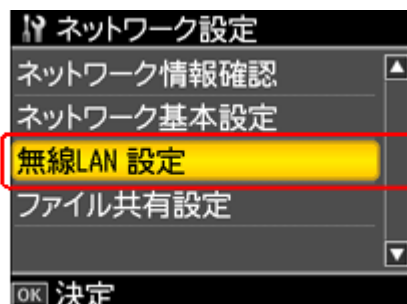 ネットワーク設定
ネットワーク情報確認
ネットワーク基本設定
無線LAN 設定
ファイル共有設定
OK 決定